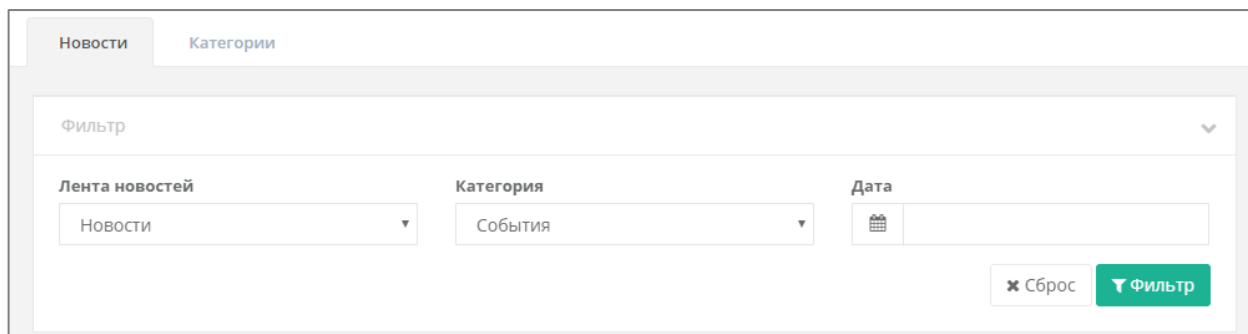 Новости Категории
Фильтр
Лента новостей Категория Дата
Новости События
Сброс Фильтр